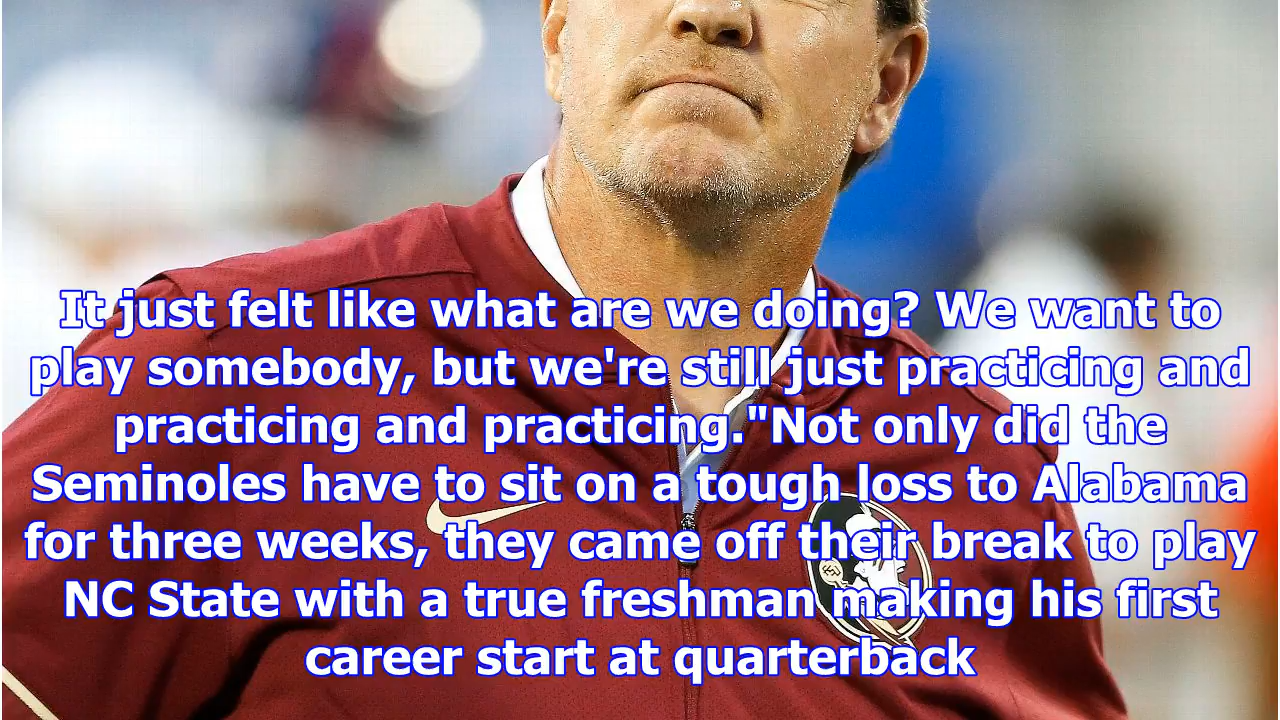 It just felt like what are we doing? We want to
play somebody, but we're still just practicing and
practicing and practicing."Not only did the
Seminoles have to sit on a tough loss to Alabama
for three weeks, they came off their break to play
NC State with a true freshman making his first
career start at quarterback